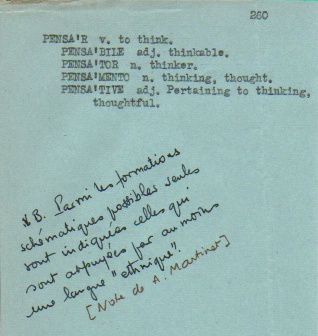 260
PENSA'R v. to think.
PENSA'BILE adj. thinkable.
PENSA'TOR n. thinker.
PENSA'MENTO n. thinking, thought.
PENSA'TIVE adj. Pertaining to thinking,
thoughtful.
N.B. Parmi les formations
schématiques possibles seules
sont indiquées celles qui
sont appuyées par au moins
une langue "ethnique".
[Note de A. Martinet]